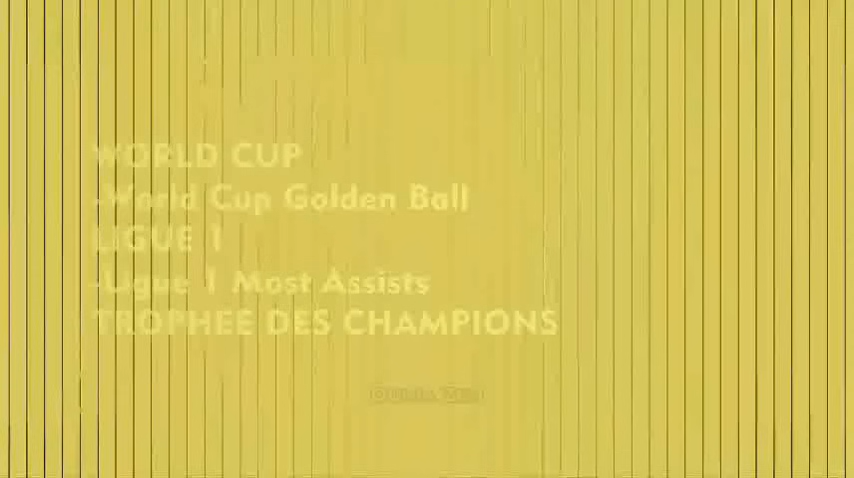 WORLD CUP
-World Cup Golden Ball
LIGUE 1
-Ligue 1 Most Assists
TROPHEE DES CHAMPIONS